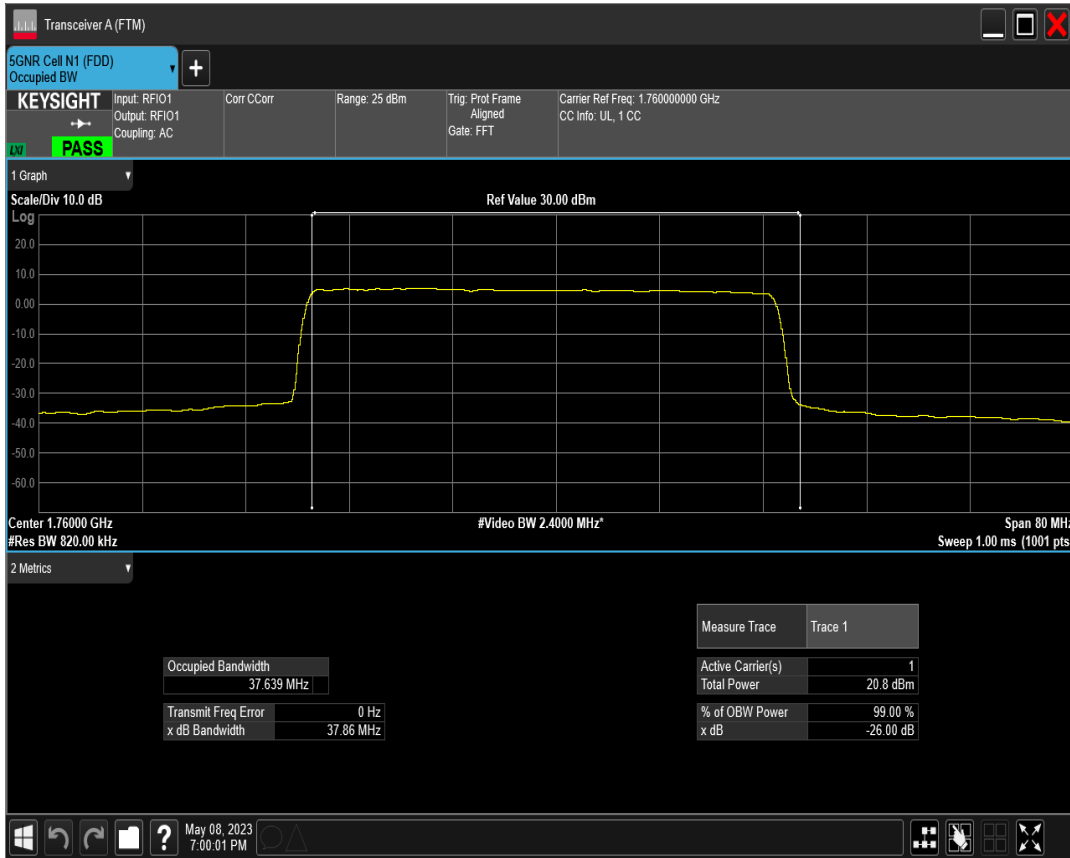 Transceiver A (FTM)
5GNR Cell N1 (FDD)
Occupied BW
+
KEYSIGHT
LXI
PASS
Input: RFIO1
Output: RFIO1
Coupling: AC
Corr CCorr
Range: 25 dBm
Trig: Prot Frame
Aligned
Gate: FFT
Carrier Ref Freq: 1.760000000 GHz
CC Info: UL, 1 CC
1 Graph
Scale/Div 10.0 dB
Ref Value 30.00 dBm
Log
20.0
10.0
0.00
-10.0
-20.0
-30.0
-40.0
-50.0
-60.0
Center 1.76000 GHz
#Video BW 2.4000 MHz*
Span 80 MHz
#Res BW 820.00 kHz
Sweep 1.00 ms (1001 pts
2 Metrics
Measure Trace Trace 1
Occupied Bandwidth
37.639 MHz
Active Carrier(s) 1
Total Power 20.8 dBm
Transmit Freq Error 0 Hz
x dB Bandwidth 37.86 MHz
% of OBW Power 99.00 %
x dB -26.00 dB
?
May 08, 2023
7:00:01 PM